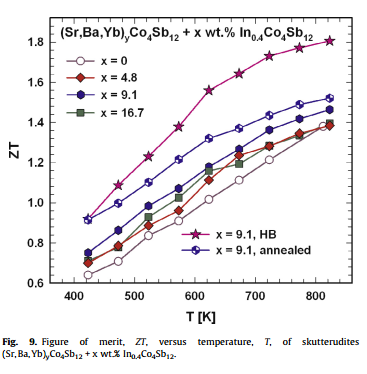 (Sr,Ba,Yb)yCo4Sb12 + x wt.% In0.4Co4Sb12
x = 0
x = 4.8
x = 9.1
x = 16.7
x = 9.1, HB
x = 9.1, annealed
ZT
1.8
1.6
1.4
1.2
1.0
0.8
0.6
400 500 600 700 800
T [K]
Fig. 9. Figure of merit, ZT, versus temperature, T, of skutterudites
(Sr,Ba,Yb)yCo4Sb12 + x wt.% In0.4Co4Sb12.